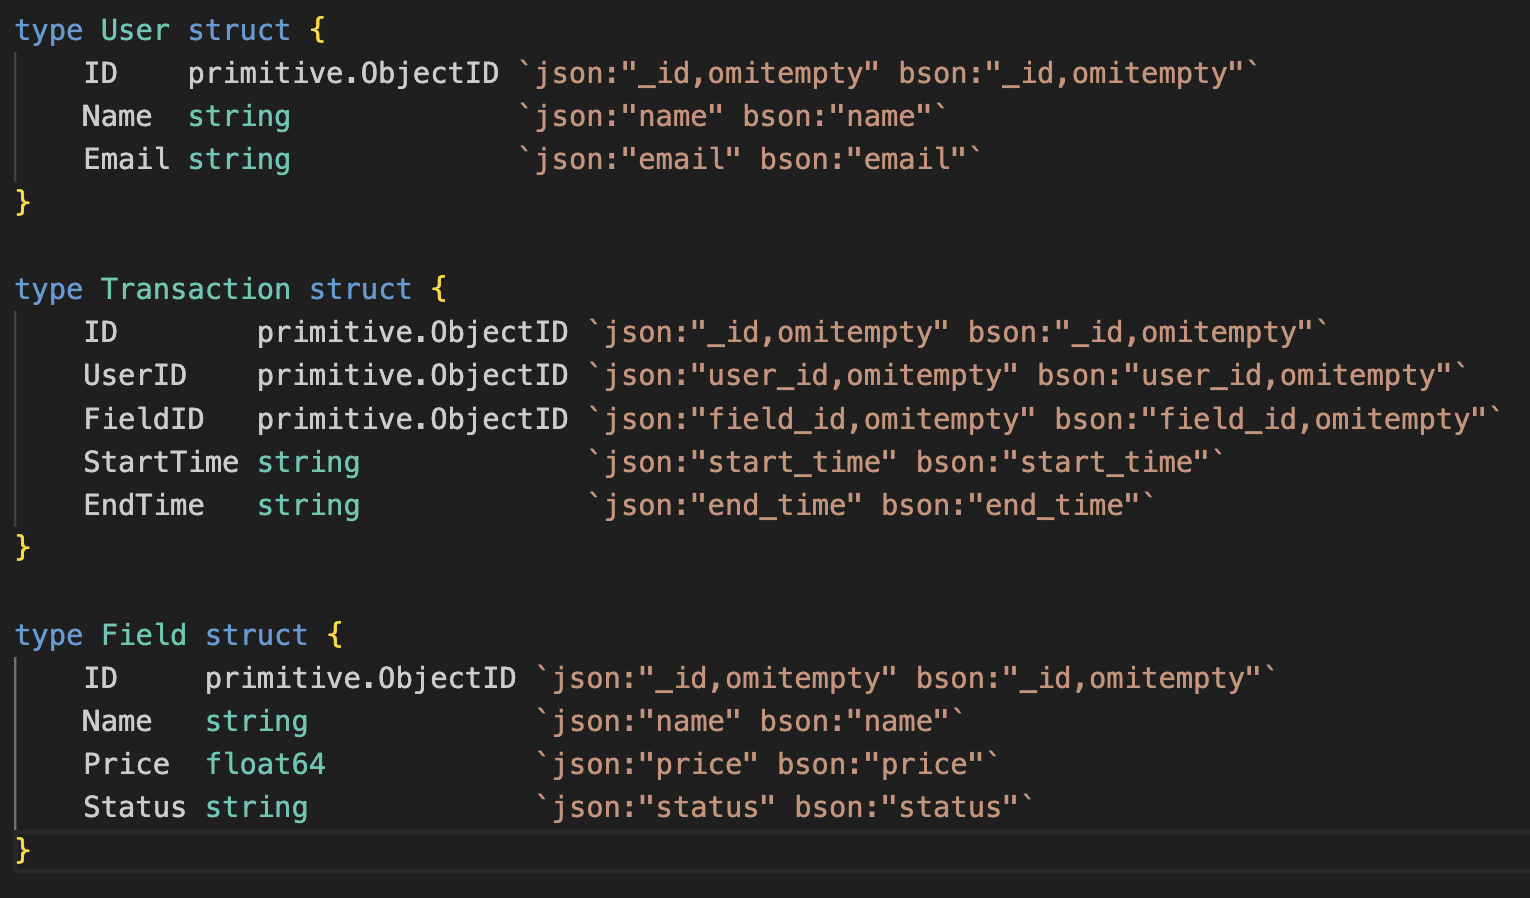 type User struct {
    ID    primitive.ObjectID `json:"_id,omitempty" bson:"_id,omitempty"`
    Name  string             `json:"name" bson:"name"`
    Email string             `json:"email" bson:"email"`
}

type Transaction struct {
    ID        primitive.ObjectID `json:"_id,omitempty" bson:"_id,omitempty"`
    UserID    primitive.ObjectID `json:"user_id,omitempty" bson:"user_id,omitempty"`
    FieldID   primitive.ObjectID `json:"field_id,omitempty" bson:"field_id,omitempty"`
    StartTime string             `json:"start_time" bson:"start_time"`
    EndTime   string             `json:"end_time" bson:"end_time"`
}

type Field struct {
    ID     primitive.ObjectID `json:"_id,omitempty" bson:"_id,omitempty"`
    Name   string             `json:"name" bson:"name"`
    Price  float64            `json:"price" bson:"price"`
    Status string             `json:"status" bson:"status"`
}